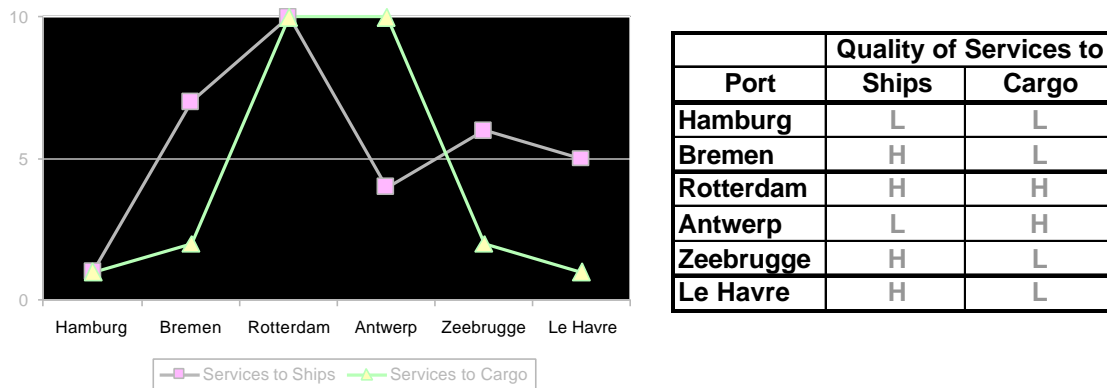 10
5
0
Hamburg Bremen Rotterdam Antwerp Zeebrugge Le Havre
Services to Ships Services to Cargo
Quality of Services to
Port Ships Cargo
Hamburg L L
Bremen H L
Rotterdam H H
Antwerp L H
Zeebrugge H L
Le Havre H L